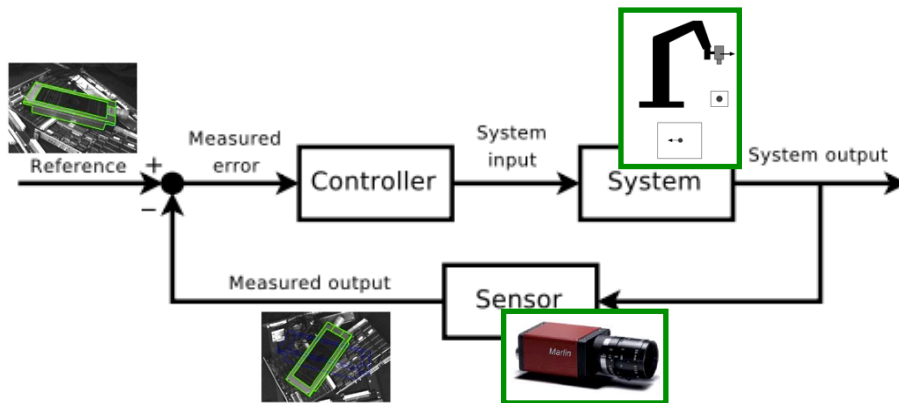 Reference
+
−
Measured
error
Controller
System
input
System
System output
Measured output
Sensor
Marlin